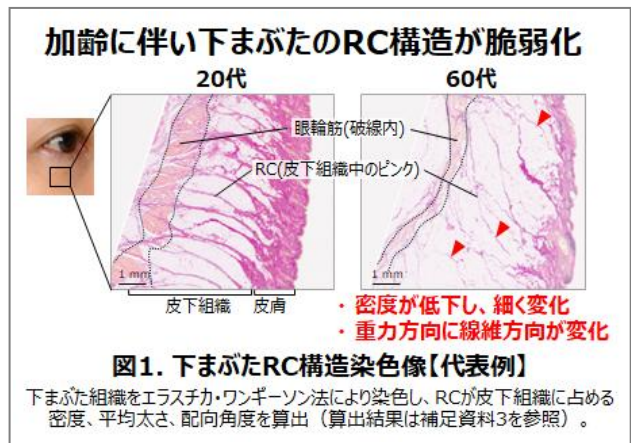 加齢に伴い下まぶたのRC構造が脆弱化
20代
60代
眼輪筋(破線内)
RC(皮下組織中のピンク)
1 mm
1 mm
皮下組織
皮膚
・密度が低下し、細く変化
・重力方向に線維方向が変化
図1. 下まぶたRC構造染色像【代表例】
下まぶた組織をエラスチカ・ワンギーソン法により染色し、RCが皮下組織に占める
密度、平均太さ、配向角度を算出（算出結果は補足資料3を参照）。